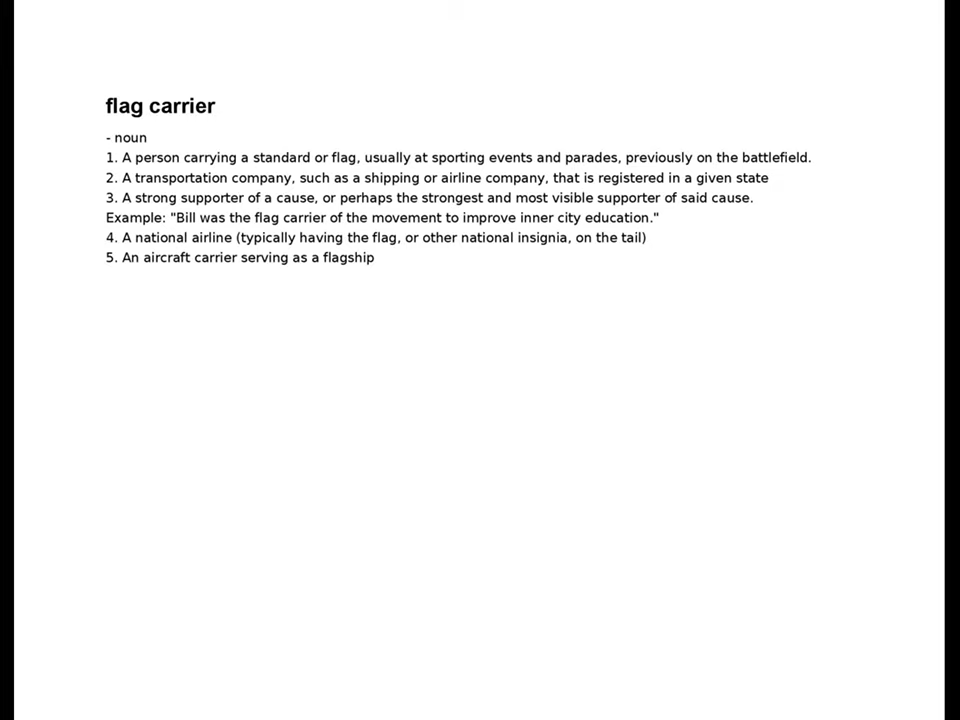 flag carrier
- noun
1. A person carrying a standard or flag, usually at sporting events and parades, previously on the battlefield.
2. A transportation company, such as a shipping or airline company, that is registered in a given state
3. A strong supporter of a cause, or perhaps the strongest and most visible supporter of said cause.
Example: "Bill was the flag carrier of the movement to improve inner city education."
4. A national airline (typically having the flag, or other national insignia, on the tail)
5. An aircraft carrier serving as a flagship